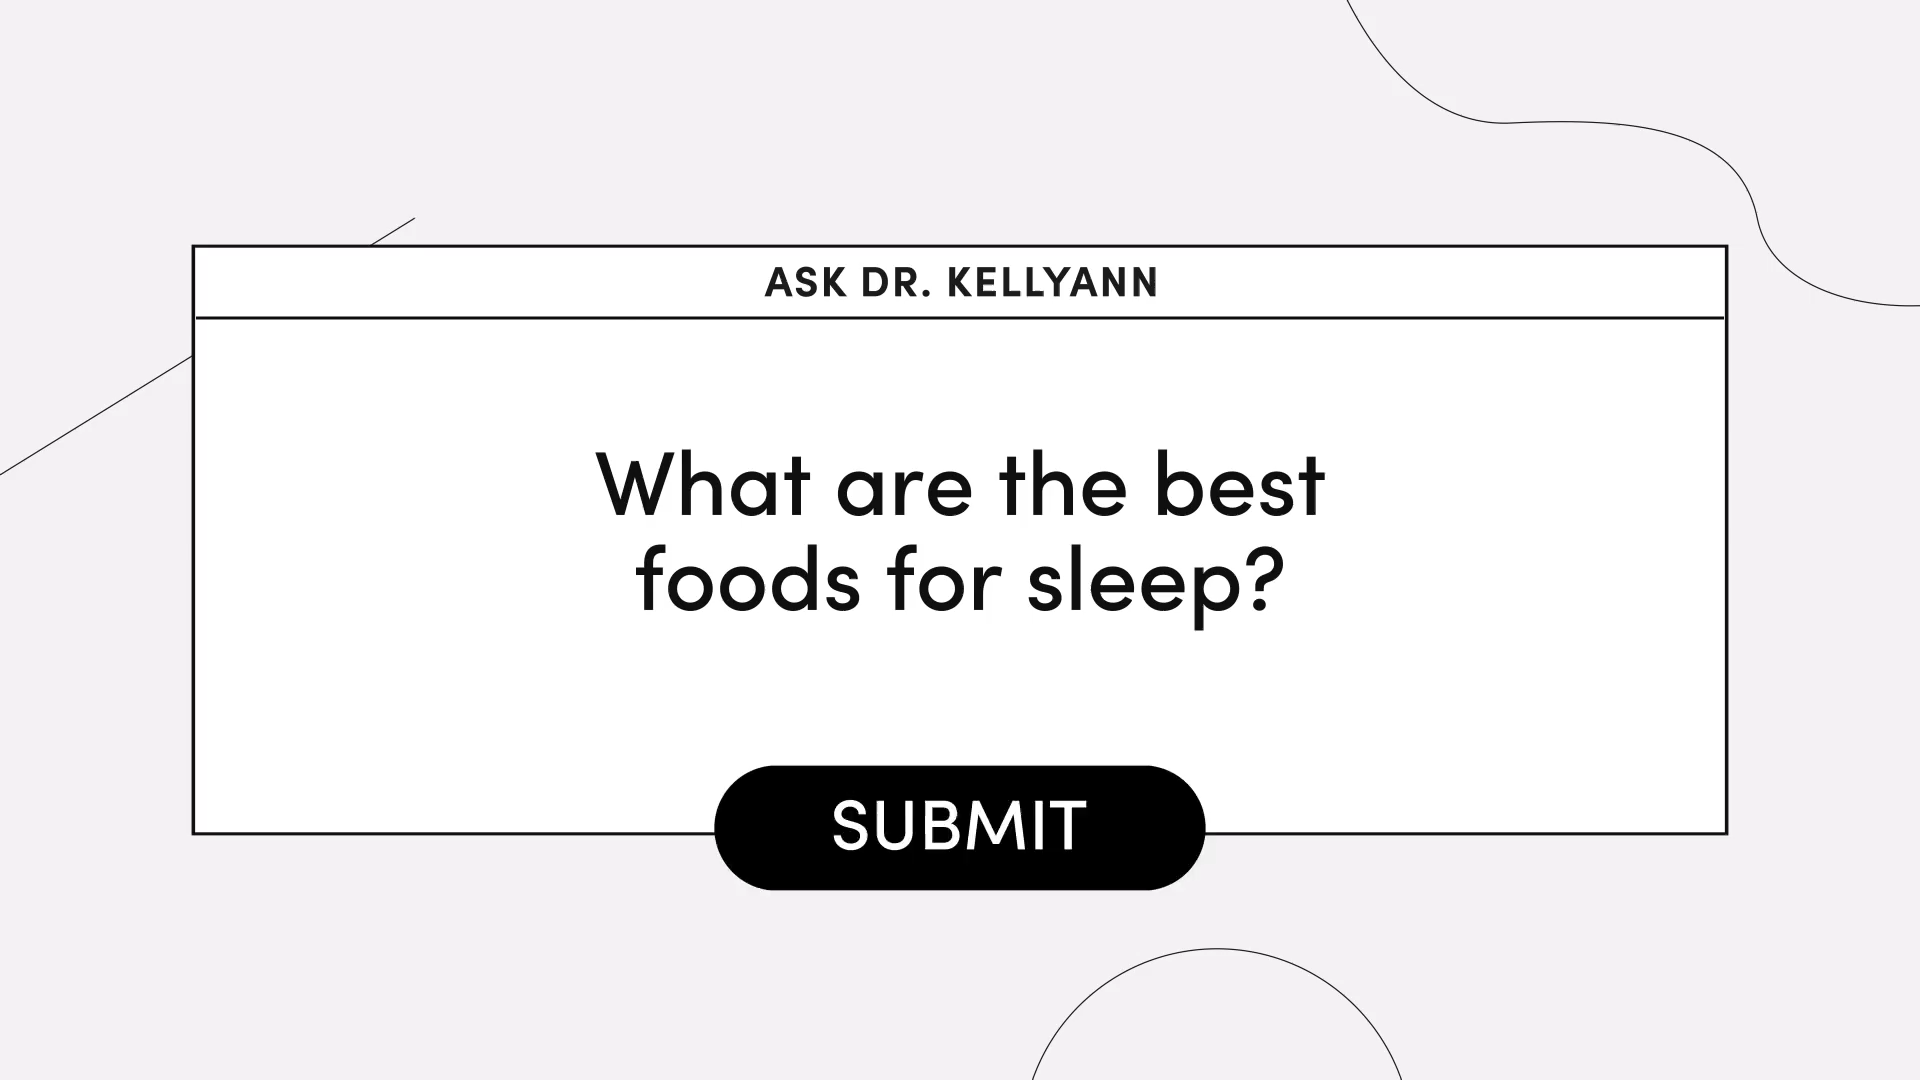 ASK DR. KELLYANN
What are the best
foods for sleep?
SUBMIT